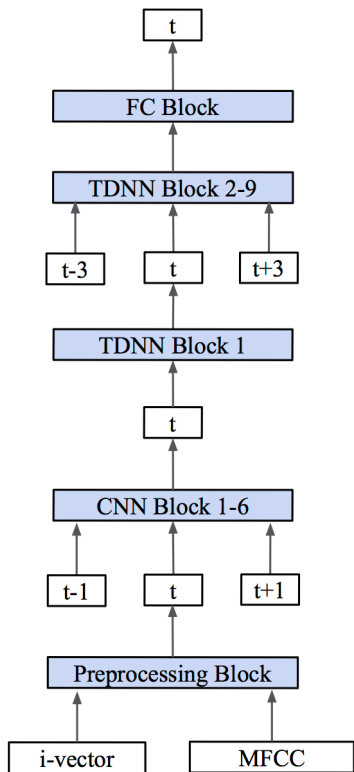 t
FC Block
TDNN Block 2-9
t-3
t
t+3
TDNN Block 1
t
CNN Block 1-6
t-1
t
t+1
Preprocessing Block
i-vector
MFCC